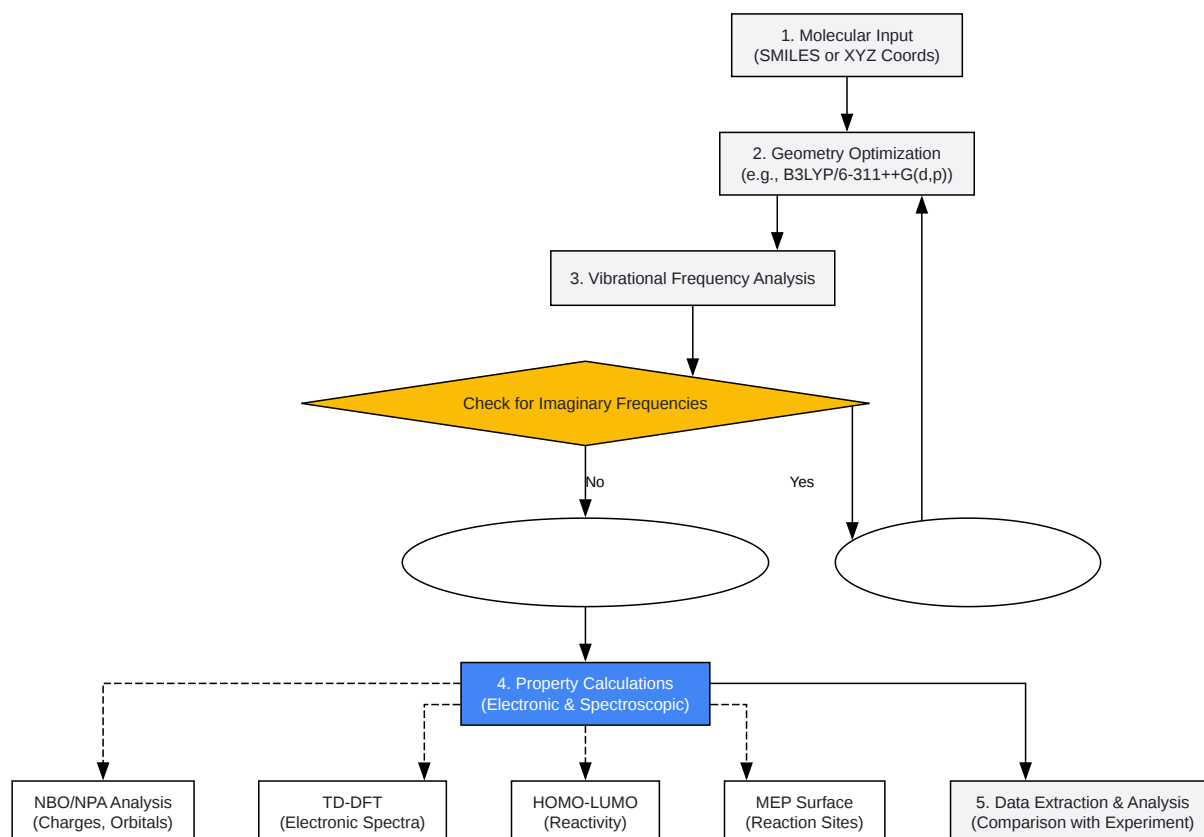 1. Molecular Input
(SMILES or XYZ Coords)
2. Geometry Optimization
(e.g., B3LYP/6-311++G(d,p))
3. Vibrational Frequency Analysis
Check for Imaginary Frequencies
No
Yes
4. Property Calculations
(Electronic & Spectroscopic)
NBO/NPA Analysis
(Charges, Orbitals)
TD-DFT
(Electronic Spectra)
HOMO-LUMO
(Reactivity)
MEP Surface
(Reaction Sites)
5. Data Extraction & Analysis
(Comparison with Experiment)